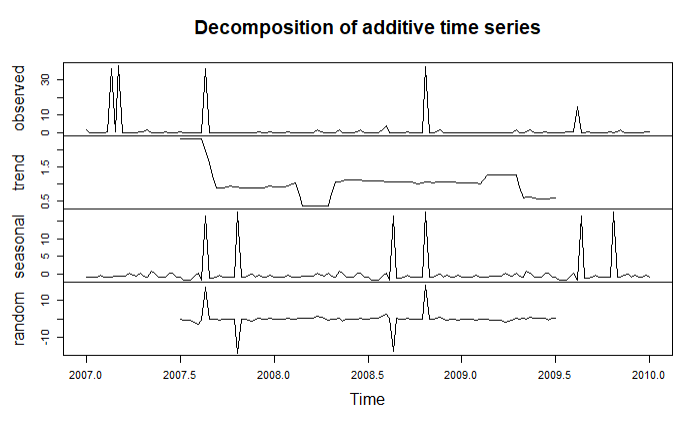 Decomposition of additive time series
observed
0 10 30
trend
0.5 1.5
seasonal
0 5 15
random
-10 10
2007.0 2007.5 2008.0 2008.5 2009.0 2009.5 2010.0
Time